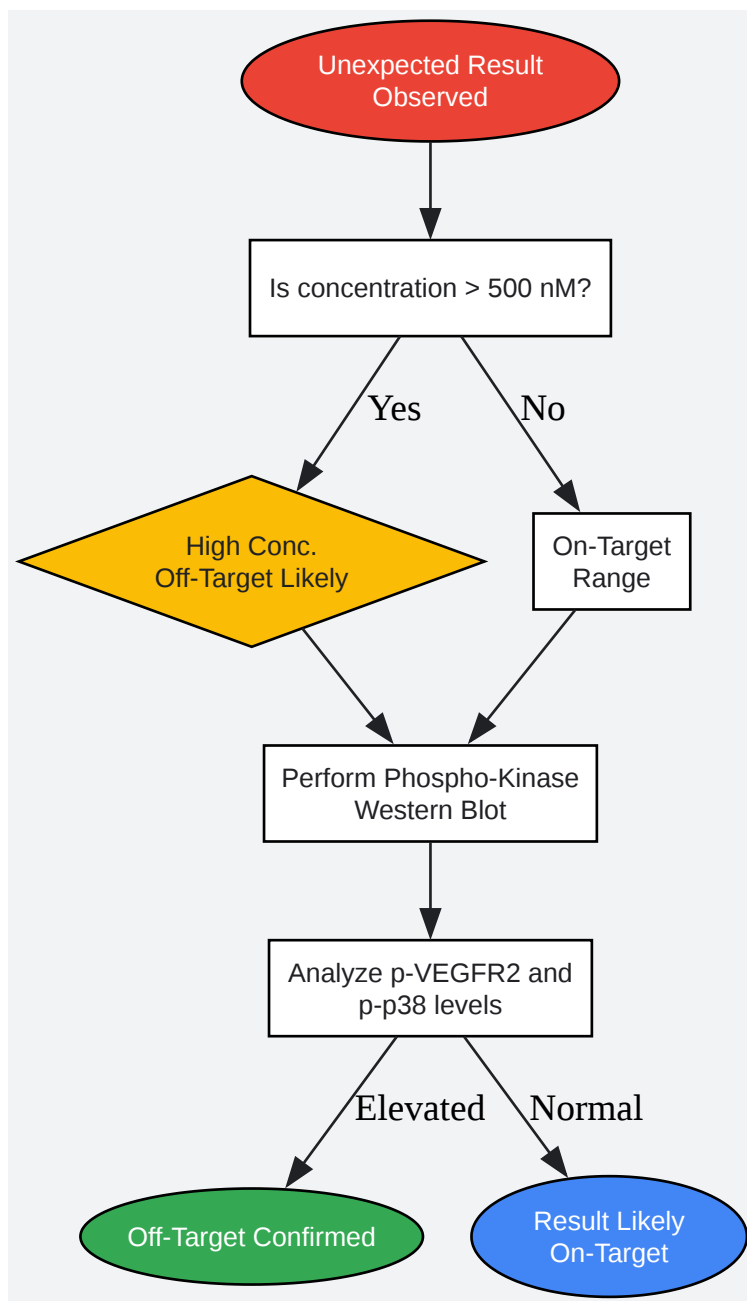 Unexpected Result
Observed
Is concentration > 500 nM?
Yes
No
High Conc.
Off-Target Likely
On-Target
Range
Perform Phospho-Kinase
Western Blot
Analyze p-VEGFR2 and
p-p38 levels
Elevated
Normal
Off-Target Confirmed
Result Likely
On-Target